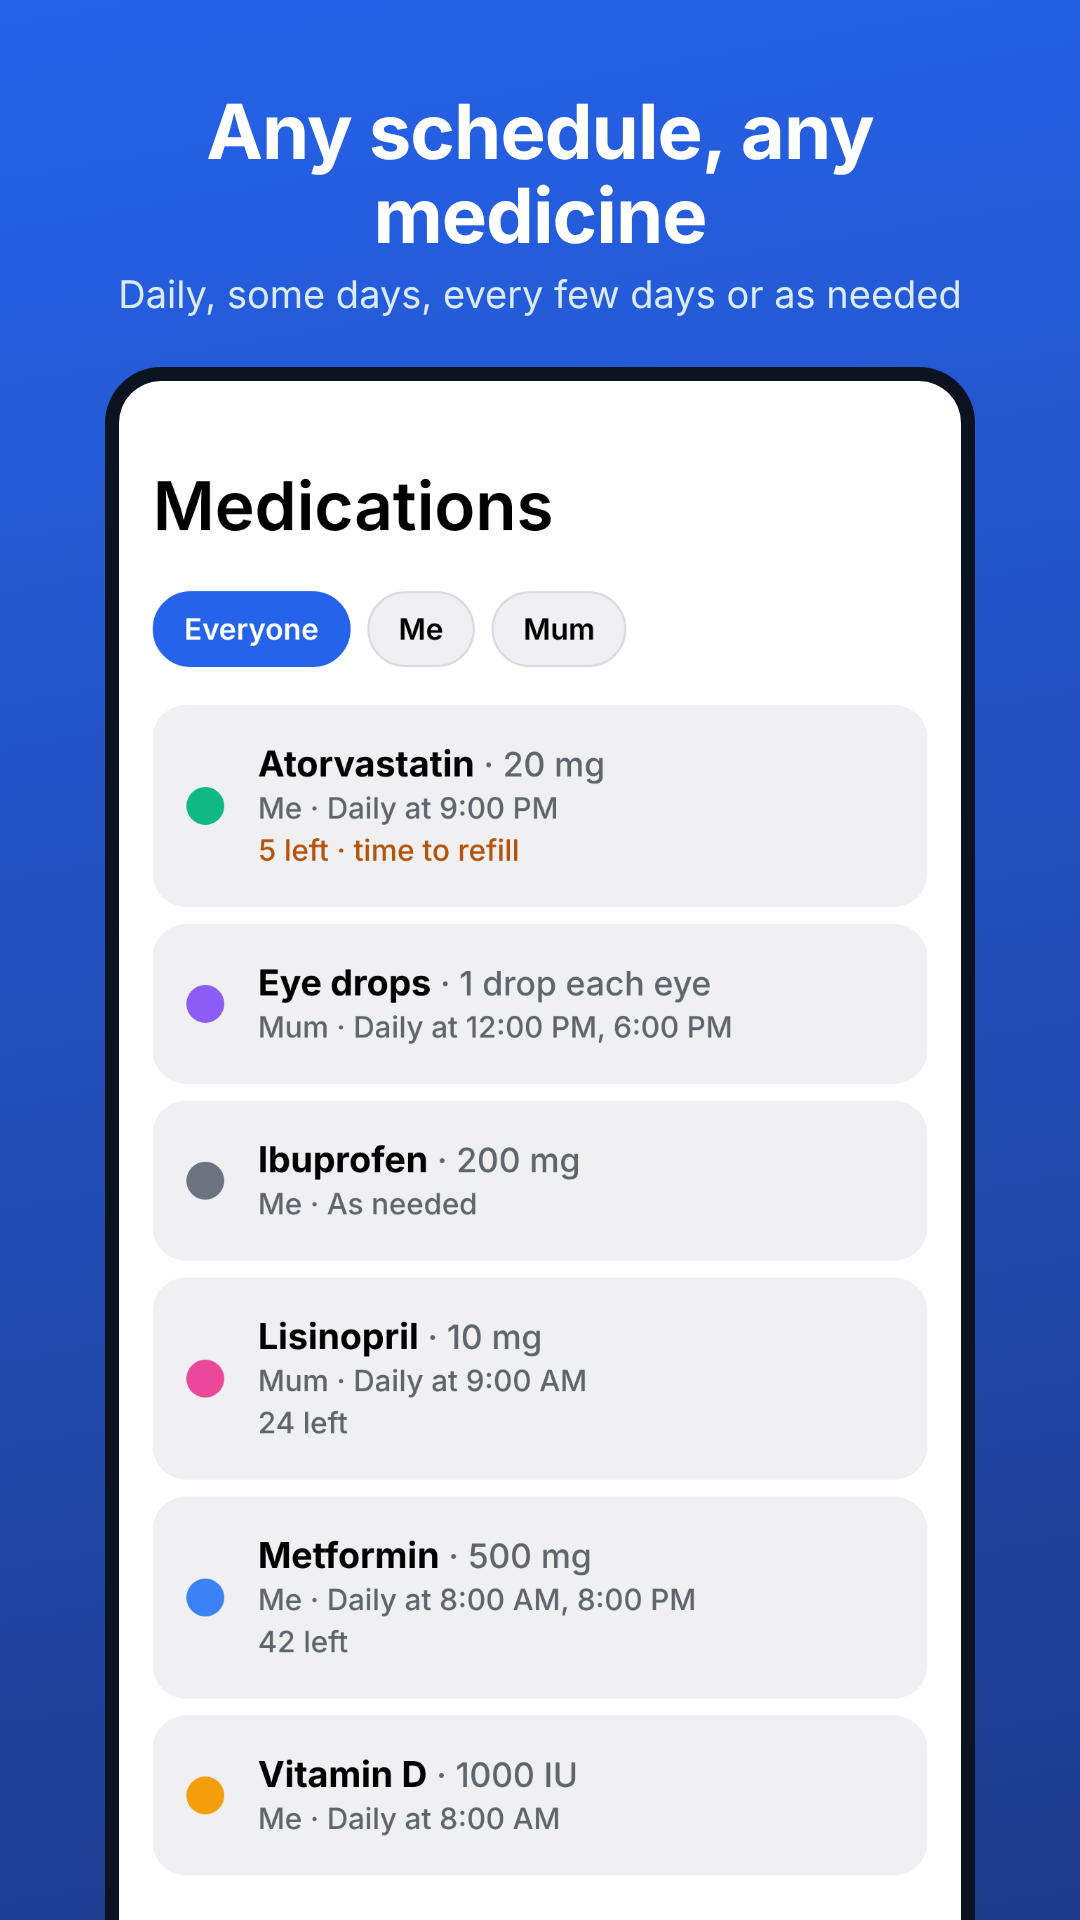 Any schedule, any
medicine
Daily, some days, every few days or as needed
Medications
Everyone
Me
Mum
Atorvastatin · 20 mg
Me · Daily at 9:00 PM
5 left · time to refill
Eye drops · 1 drop each eye
Mum · Daily at 12:00 PM, 6:00 PM
Ibuprofen · 200 mg
Me · As needed
Lisinopril · 10 mg
Mum · Daily at 9:00 AM
24 left
Metformin · 500 mg
Me · Daily at 8:00 AM, 8:00 PM
42 left
Vitamin D · 1000 IU
Me · Daily at 8:00 AM